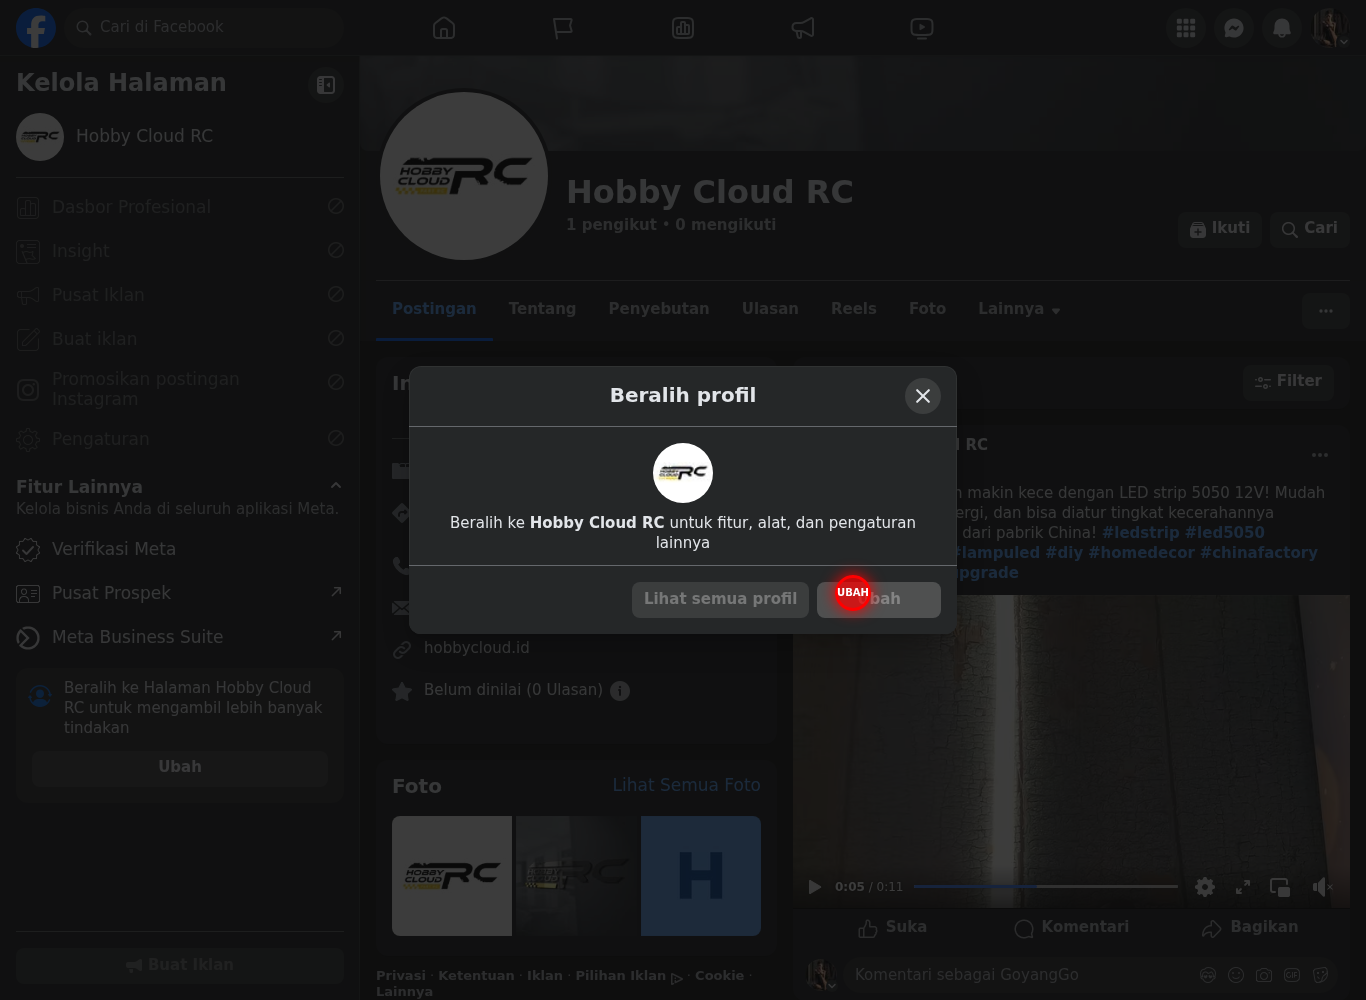 Cari di Facebook
Kelola Halaman
Hobby Cloud RC
Dasbor Profesional
Insight
Pusat Iklan
Buat iklan
Promosikan postingan
Instagram
Pengaturan
Fitur Lainnya
Kelola bisnis Anda di seluruh aplikasi Meta.
Verifikasi Meta
Pusat Prospek
Meta Business Suite
Beralih ke Halaman Hobby Cloud
RC untuk mengambil lebih banyak
tindakan
Ubah
Buat Iklan
HOBBY
CLOUD RC
Hobby Cloud RC
1 pengikut • 0 mengikuti
Ikuti
Cari
Postingan
Tentang
Penyebutan
Ulasan
Reels
Foto
Lainnya
In
Beralih profil
Beralih ke Hobby Cloud RC untuk fitur, alat, dan pengaturan
lainnya
Lihat semua profil
UBAH
bah
hobbycloud.id
Belum dinilai (0 Ulasan)
Foto
Lihat Semua Foto
HOBBY
CLOUD RC
H
Privasi · Ketentuan · Iklan · Pilihan Iklan · Cookie ·
Lainnya
Filter
RC
makin kece dengan LED strip 5050 12V! Mudah
ergi, dan bisa diatur tingkat kecerahannya
dari pabrik China! #ledstrip #led5050
#lampuled #diy #homedecor #chinafactory
pgrade
0:05 / 0:11
Suka
Komentari
Bagikan
Komentari sebagai GoyangGo
GIF